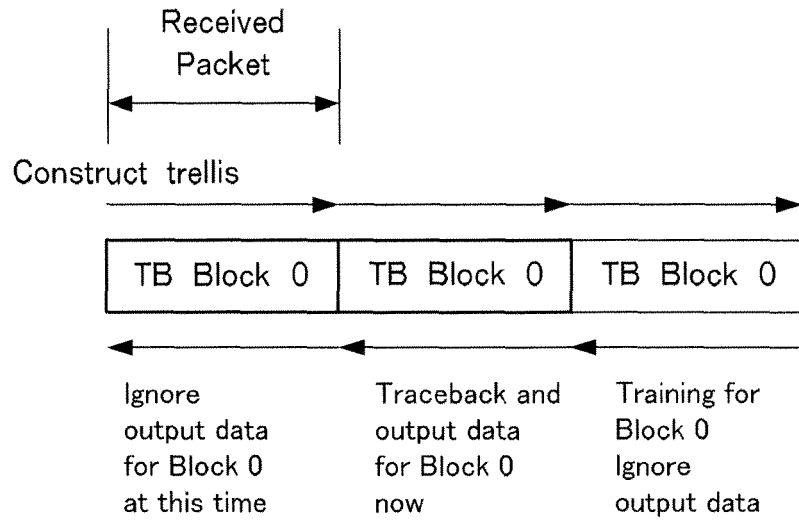 Received
Packet
Construct trellis
TB Block 0
TB Block 0
TB Block 0
Ignore
output data
for Block 0
at this time
Traceback and
output data
for Block 0
now
Training for
Block 0
Ignore
output data